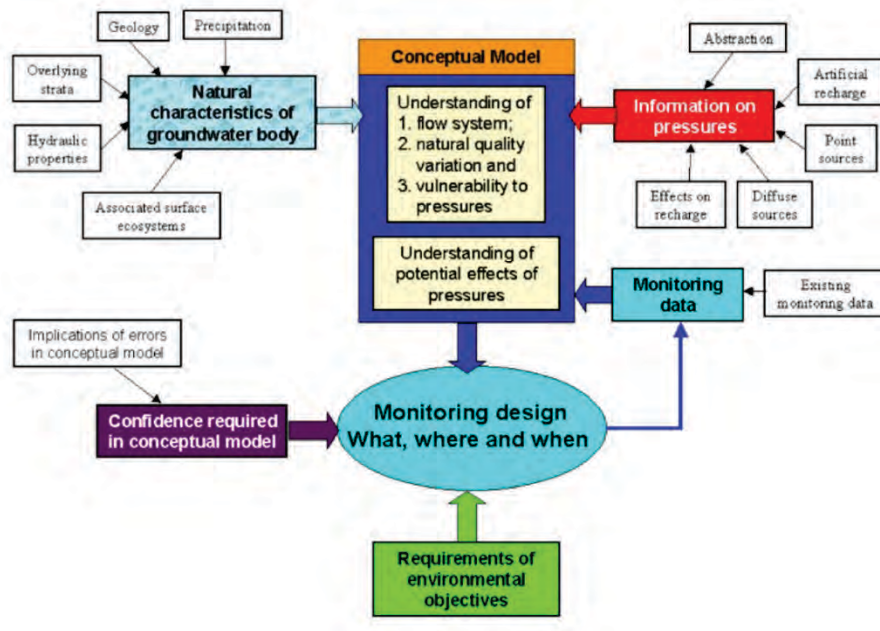 Geology
Precipitation
Overlying
strata
Natural
characteristics of
groundwater body
Hydraulic
properties
Associated surface
ecosystems
Conceptual Model
Understanding of
1. flow system;
2. natural quality
variation and
3. vulnerability to
pressures
Understanding of
potential effects of
pressures
Abstraction
Information on
pressures
Artificial
recharge
Point
sources
Effects on
recharge
Diffuse
sources
Monitoring
data
Existing
monitoring data
Implications of errors
in conceptual model
Confidence required
in conceptual model
Monitoring design
What, where and when
Requirements of
environmental
objectives